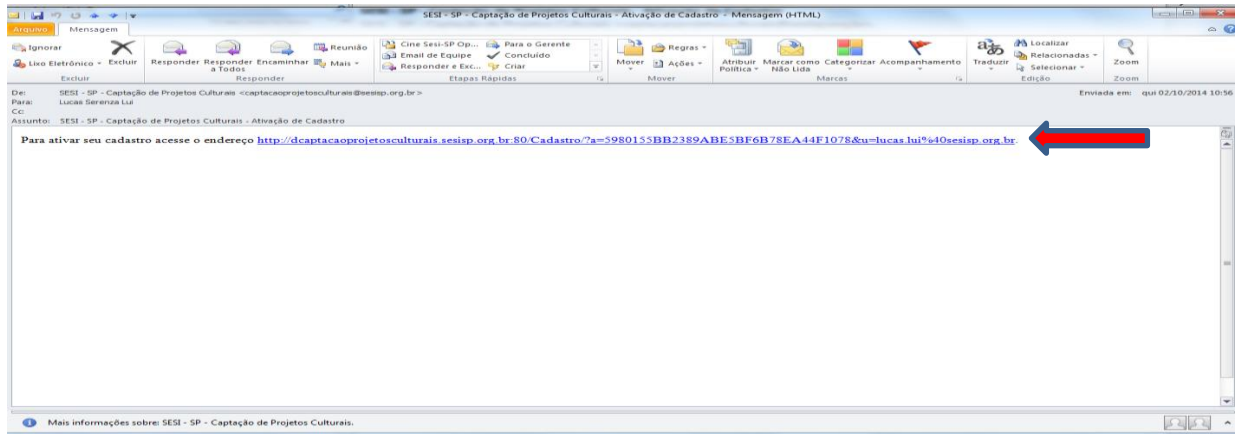 SESI - SP - Captação de Projetos Culturais - Ativação de Cadastro - Mensagem (HTML)
Arquivo Mensagem
Ignorar
Lixo Eletrônico
Excluir
Responder
Responder a Todos
Encaminhar
Reunião
Mais
Cine Sesi-SP Op... Para o Gerente
Email de Equipe Concluído
Responder e Exc... Criar
Mover
Regras
Ações
Atribuir Política
Marcar como Não Lida
Categorizar
Acompanhamento
Traduzir
Localizar
Relacionadas
Selecionar
Zoom
Excluir Responder Etapas Rápidas Mover Marcas Edição Zoom
De: SESI - SP - Captação de Projetos Culturais <captacaoprojetosculturais@sesisp.org.br> Enviada em: qui 02/10/2014 10:56
Para: Lucas Serenza Lui
Cc:
Assunto: SESI - SP - Captação de Projetos Culturais - Ativação de Cadastro
Para ativar seu cadastro acesse o endereço http://dcaptacaoprojetosculturais.sesisp.org.br:80/Cadastro/?a=5980155BB2389ABE5BF6B78EA44F1078&u=lucas.lui%40sesisp.org.br.
Mais informações sobre: SESI - SP - Captação de Projetos Culturais.